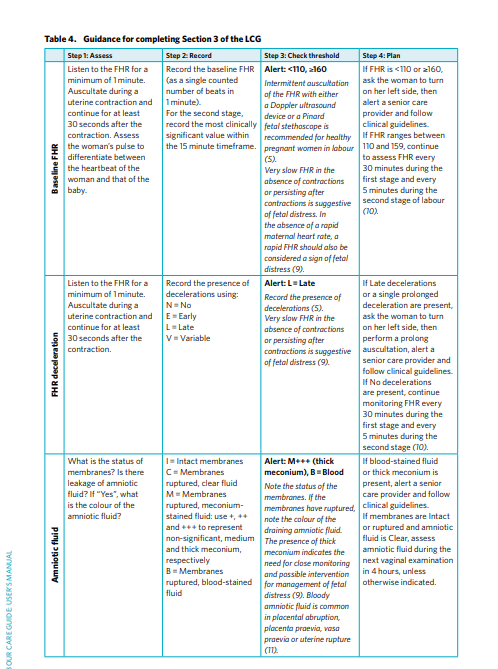 Table 4. Guidance for completing Section 3 of the LCG
Step 1: Assess
Step 2: Record
Step 3: Check threshold
Step 4: Plan
Baseline FHR
Listen to the FHR for a
minimum of 1 minute.
Auscultate during a
uterine contraction and
continue for at least
30 seconds after the
contraction. Assess
the woman's pulse to
differentiate between
the heartbeat of the
woman and that of the
baby.
Record the baseline FHR
(as a single counted
number of beats in
1 minute).
For the second stage,
record the most clinically
significant value within
the 15 minute timeframe.
Alert: <110, ≥160
Intermittent auscultation
of the FHR with either
a Doppler ultrasound
device or a Pinard
fetal stethoscope is
recommended for healthy
pregnant women in labour
(5).
Very slow FHR in the
absence of contractions
or persisting after
contractions is suggestive
of fetal distress. In
the absence of a rapid
maternal heart rate, a
rapid FHR should also be
considered a sign of fetal
distress (9).
If FHR is <110 or ≥160,
ask the woman to turn
on her left side, then
alert a senior care
provider and follow
clinical guidelines.
If FHR ranges between
110 and 159, continue
to assess FHR every
30 minutes during the
first stage and every
5 minutes during the
second stage of labour
(10).
FHR deceleration
Listen to the FHR for a
minimum of 1 minute.
Auscultate during a
uterine contraction and
continue for at least
30 seconds after the
contraction.
Record the presence of
decelerations using:
N = No
E = Early
L = Late
V = Variable
Alert: L = Late
Record the presence of
decelerations (5).
Very slow FHR in the
absence of contractions
or persisting after
contractions is suggestive
of fetal distress (9).
If Late decelerations
or a single prolonged
deceleration are present,
ask the woman to turn
on her left side, then
perform a prolong
auscultation, alert a
senior care provider and
follow clinical guidelines.
If No decelerations
are present, continue
monitoring FHR every
30 minutes during the
first stage and every
5 minutes during the
second stage (10).
Amniotic fluid
What is the status of
membranes? Is there
leakage of amniotic
fluid? If "Yes", what
is the colour of the
amniotic fluid?
I = Intact membranes
C = Membranes
ruptured, clear fluid
M = Membranes
ruptured, meconium-
stained fluid: use +, ++
and +++ to represent
non-significant, medium
and thick meconium,
respectively
B = Membranes
ruptured, blood-stained
fluid
Alert: M+++ (thick
meconium), B = Blood
Note the status of the
membranes. If the
membranes have ruptured,
note the colour of the
draining amniotic fluid.
The presence of thick
meconium indicates the
need for close monitoring
and possible intervention
for management of fetal
distress (9). Bloody
amniotic fluid is common
in placental abruption,
placenta praevia, vasa
praevia or uterine rupture
(11).
If blood-stained fluid
or thick meconium is
present, alert a senior
care provider and follow
clinical guidelines.
If membranes are Intact
or ruptured and amniotic
fluid is Clear, assess
amniotic fluid during the
next vaginal examination
in 4 hours, unless
otherwise indicated.
OUR CARE GUIDE: USER'S MANUAL